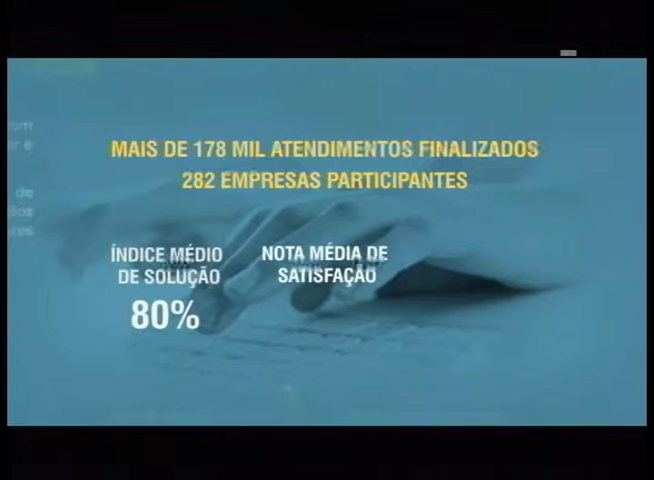 MAIS DE 178 MIL ATENDIMENTOS FINALIZADOS
282 EMPRESAS PARTICIPANTES
ÍNDICE MÉDIO
DE SOLUÇÃO
80%
NOTA MÉDIA DE
SATISFAÇÃO